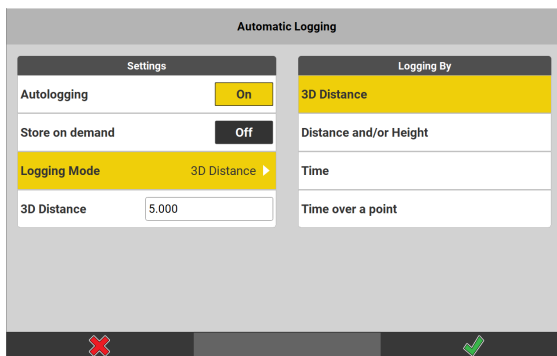 Automatic Logging
Settings
Autologging On
Store on demand Off
Logging Mode 3D Distance
3D Distance 5.000
Logging By
3D Distance
Distance and/or Height
Time
Time over a point